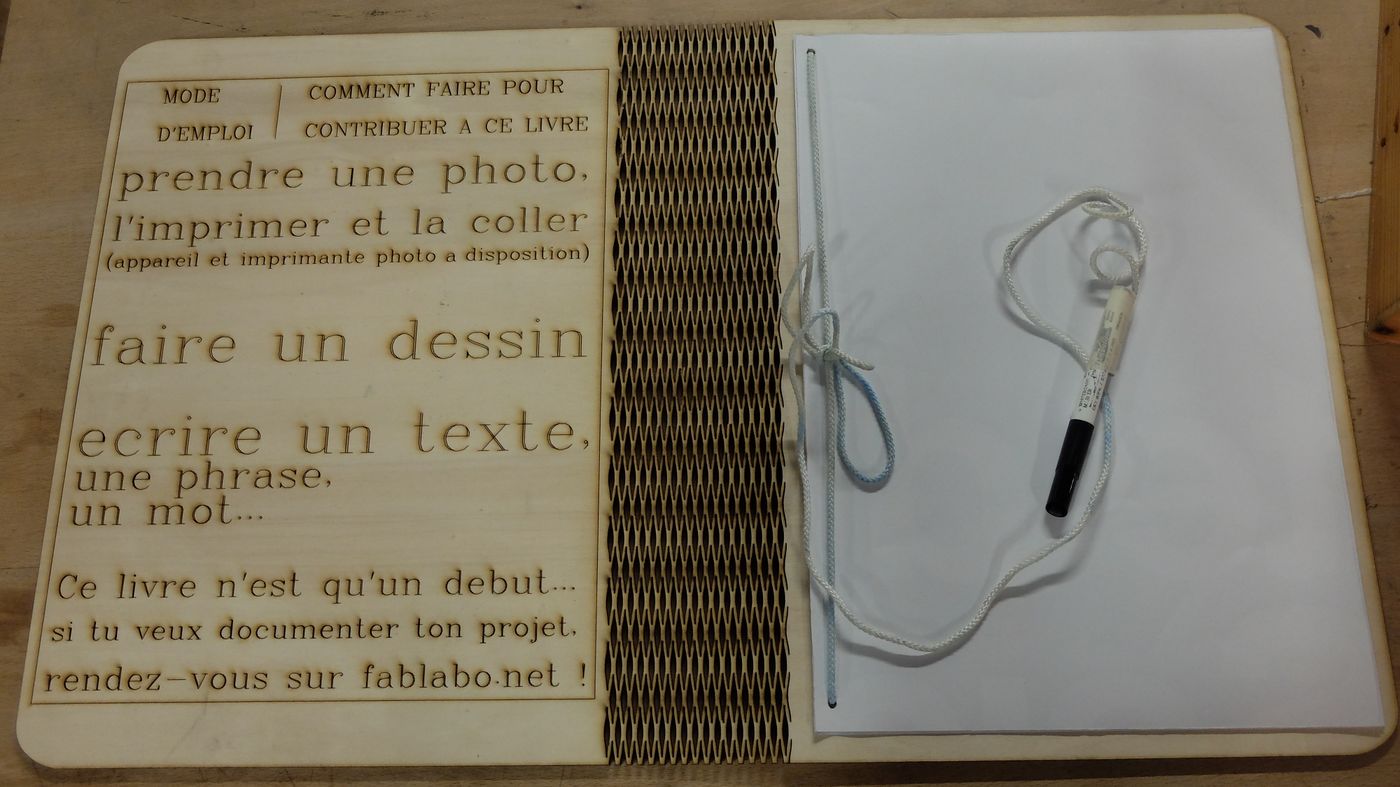 MODE D'EMPLOI
COMMENT FAIRE POUR
CONTRIBUER A CE LIVRE
prendre une photo,
l'imprimer et la coller
(appareil et imprimante photo a disposition)
faire un dessin
ecrire un texte,
une phrase,
un mot...
Ce livre n'est qu'un debut...
si tu veux documenter ton projet,
rendez-vous sur fablabo.net !